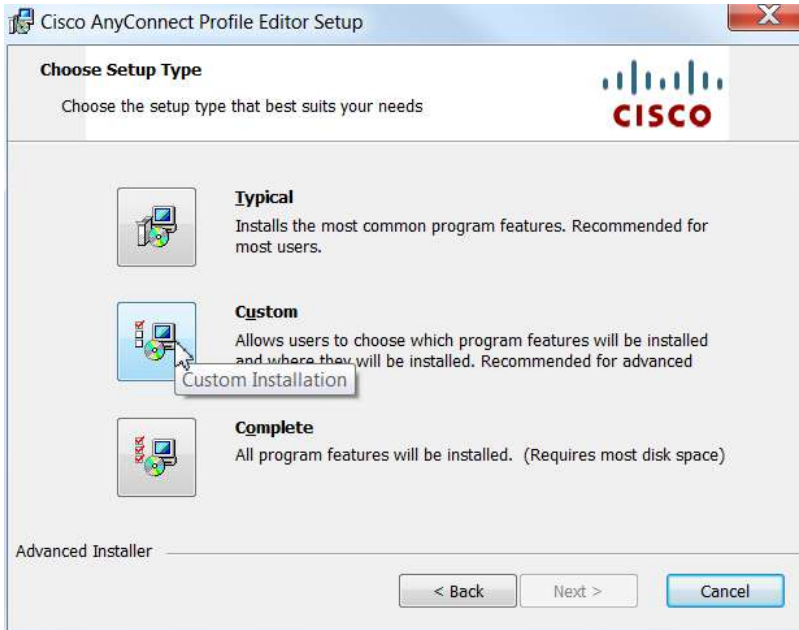 Cisco AnyConnect Profile Editor Setup
Choose Setup Type
Choose the setup type that best suits your needs
CISCO
Typical
Installs the most common program features. Recommended for
most users.
Custom
Allows users to choose which program features will be installed
and where they will be installed. Recommended for advanced
Custom Installation
Complete
All program features will be installed. (Requires most disk space)
Advanced Installer
< Back
Next >
Cancel